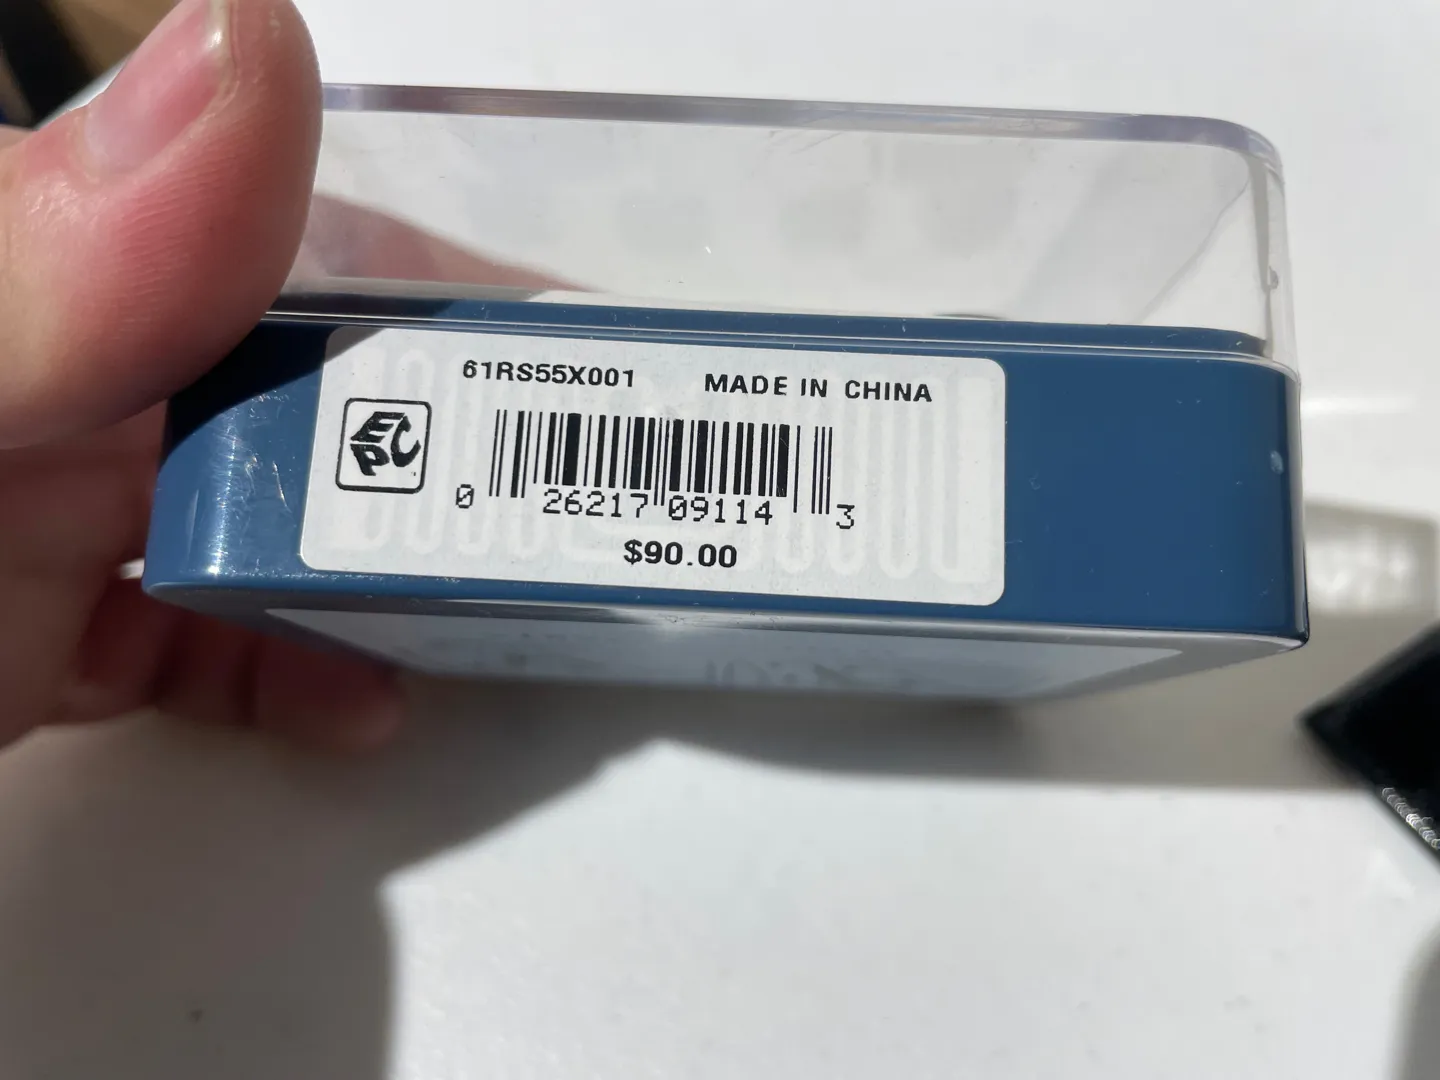 61RS55X001 MADE IN CHINA
EPC
0 26217 09114 3
$90.00